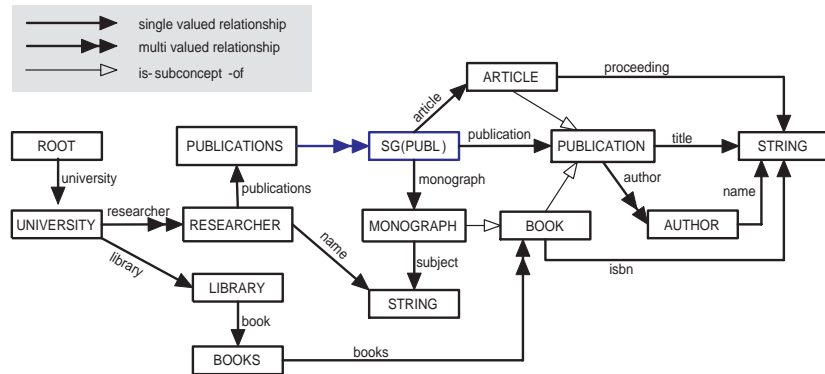 single valued relationship
multi valued relationship
is-subconcept -of
ARTICLE
proceeding
article
ROOT
PUBLICATIONS
SG(PUBL)
publication
PUBLICATION
title
STRING
university
publications
monograph
author
name
UNIVERSITY
researcher
RESEARCHER
MONOGRAPH
BOOK
AUTHOR
library
name
subject
isbn
LIBRARY
STRING
book
BOOKS
books